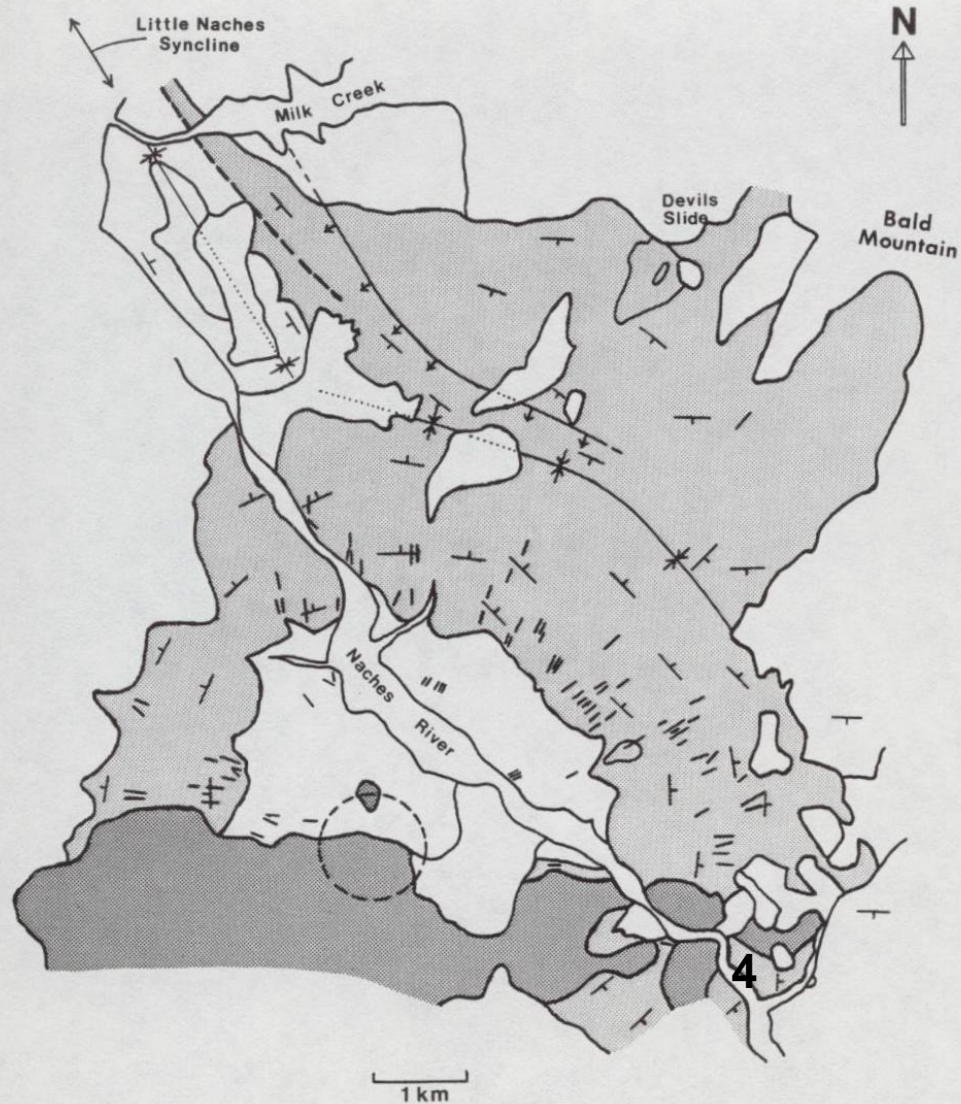 Little Naches
Syncline
N
Milk Creek
Devils
Slide
Bald
Mountain
Naches
River
4
1 km